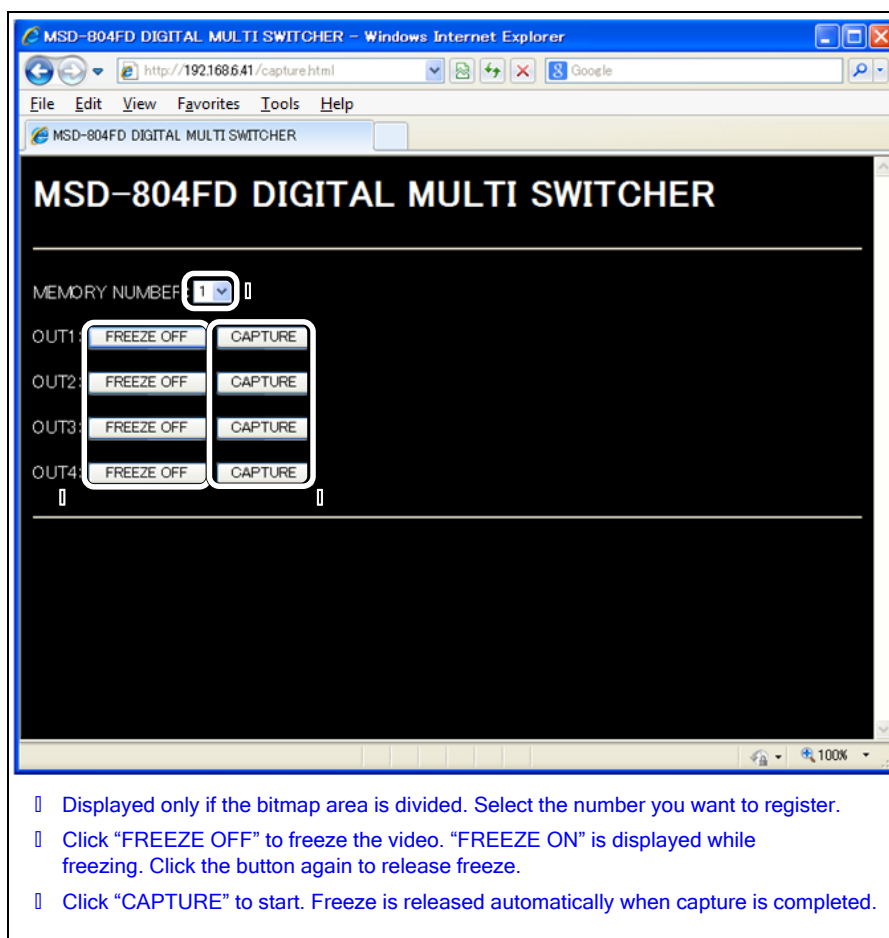 MSD-804FD DIGITAL MULTI SWITCHER - Windows Internet Explorer
http://192.168.6.41/capture.html
Google
File Edit View Favorites Tools Help
MSD-804FD DIGITAL MULTI SWITCHER
MSD-804FD DIGITAL MULTI SWITCHER
MEMORY NUMBER: 1
OUT1: FREEZE OFF CAPTURE
OUT2: FREEZE OFF CAPTURE
OUT3: FREEZE OFF CAPTURE
OUT4: FREEZE OFF CAPTURE
100%
Displayed only if the bitmap area is divided. Select the number you want to register.
Click “FREEZE OFF” to freeze the video. “FREEZE ON” is displayed while
freezing. Click the button again to release freeze.
Click “CAPTURE” to start. Freeze is released automatically when capture is completed.